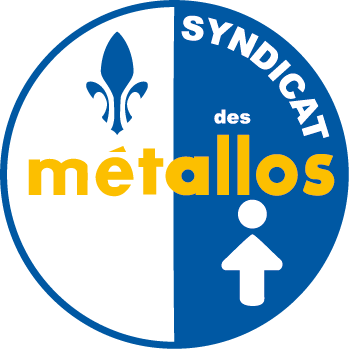 SYNDICAT
des
métallos